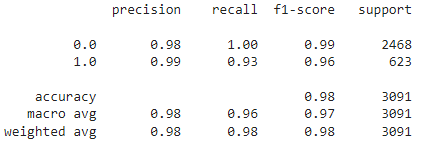 precision recall f1-score support
0.0 0.98 1.00 0.99 2468
1.0 0.99 0.93 0.96 623
accuracy 0.98 3091
macro avg 0.98 0.96 0.97 3091
weighted avg 0.98 0.98 0.98 3091